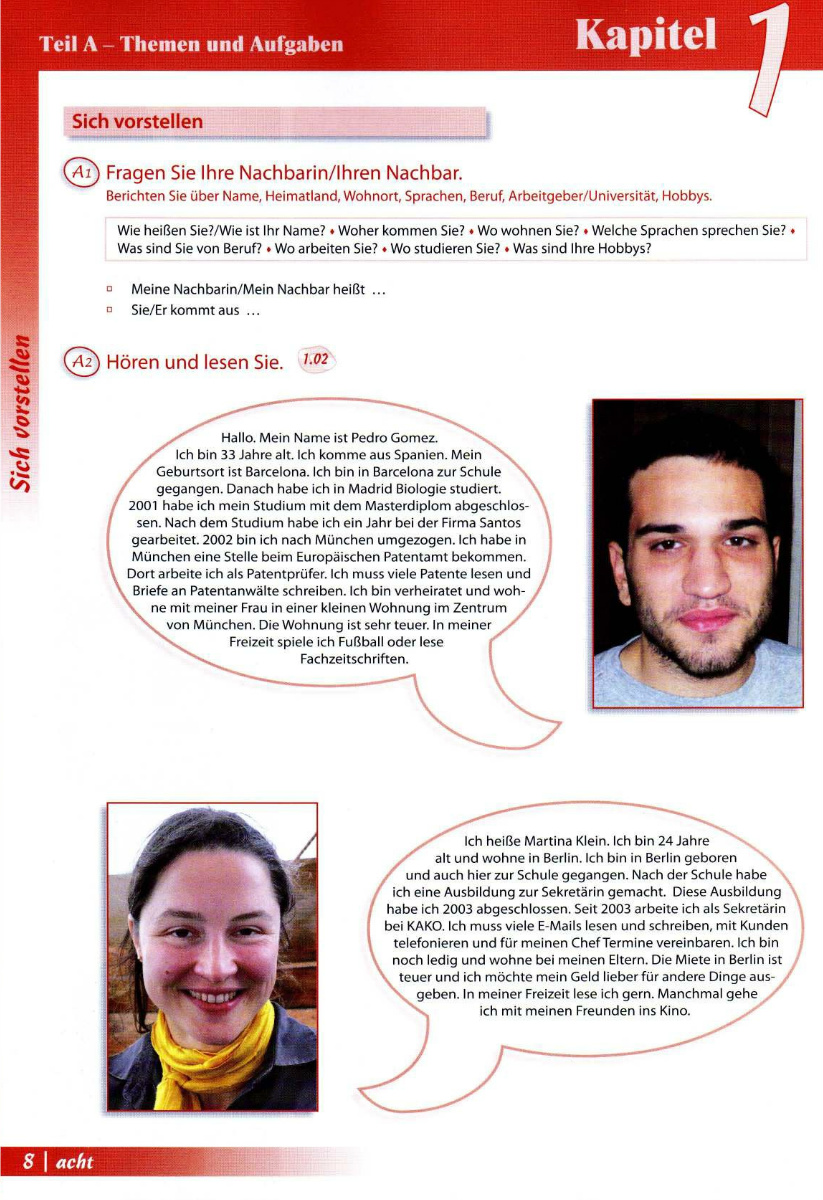 Teil A – Themen und Aufgaben
Kapitel 1
Sich vorstellen
A1 Fragen Sie Ihre Nachbarin/Ihren Nachbar.
Berichten Sie über Name, Heimatland, Wohnort, Sprachen, Beruf, Arbeitgeber/Universität, Hobbys.
Wie heißen Sie?/Wie ist Ihr Name? ♦ Woher kommen Sie? ♦ Wo wohnen Sie? ♦ Welche Sprachen sprechen Sie? ♦
Was sind Sie von Beruf? ♦ Wo arbeiten Sie? ♦ Wo studieren Sie? ♦ Was sind Ihre Hobbys?
▫ Meine Nachbarin/Mein Nachbar heißt …
▫ Sie/Er kommt aus …
Sich vorstellen
A2 Hören und lesen Sie. 1.02
Hallo. Mein Name ist Pedro Gomez.
Ich bin 33 Jahre alt. Ich komme aus Spanien. Mein
Geburtsort ist Barcelona. Ich bin in Barcelona zur Schule
gegangen. Danach habe ich in Madrid Biologie studiert.
2001 habe ich mein Studium mit dem Masterdiplom abgeschlos-
sen. Nach dem Studium habe ich ein Jahr bei der Firma Santos
gearbeitet. 2002 bin ich nach München umgezogen. Ich habe in
München eine Stelle beim Europäischen Patentamt bekommen.
Dort arbeite ich als Patentprüfer. Ich muss viele Patente lesen und
Briefe an Patentanwälte schreiben. Ich bin verheiratet und woh-
ne mit meiner Frau in einer kleinen Wohnung im Zentrum
von München. Die Wohnung ist sehr teuer. In meiner
Freizeit spiele ich Fußball oder lese
Fachzeitschriften.
Ich heiße Martina Klein. Ich bin 24 Jahre
alt und wohne in Berlin. Ich bin in Berlin geboren
und auch hier zur Schule gegangen. Nach der Schule habe
ich eine Ausbildung zur Sekretärin gemacht. Diese Ausbildung
habe ich 2003 abgeschlossen. Seit 2003 arbeite ich als Sekretärin
bei KAKO. Ich muss viele E-Mails lesen und schreiben, mit Kunden
telefonieren und für meinen Chef Termine vereinbaren. Ich bin
noch ledig und wohne bei meinen Eltern. Die Miete in Berlin ist
teuer und ich möchte mein Geld lieber für andere Dinge aus-
geben. In meiner Freizeit lese ich gern. Manchmal gehe
ich mit meinen Freunden ins Kino.
8 | acht